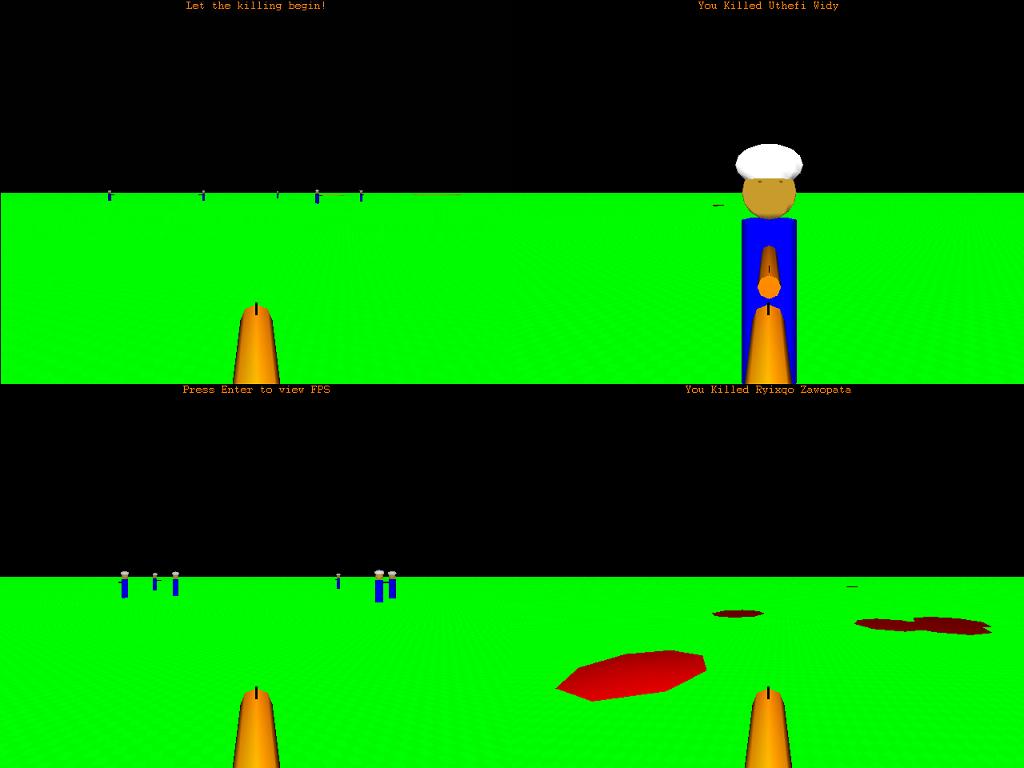 Let the killing begin!
You Killed Uthefi Widy
Press Enter to view FPS
You Killed Ryixqo Zawopata